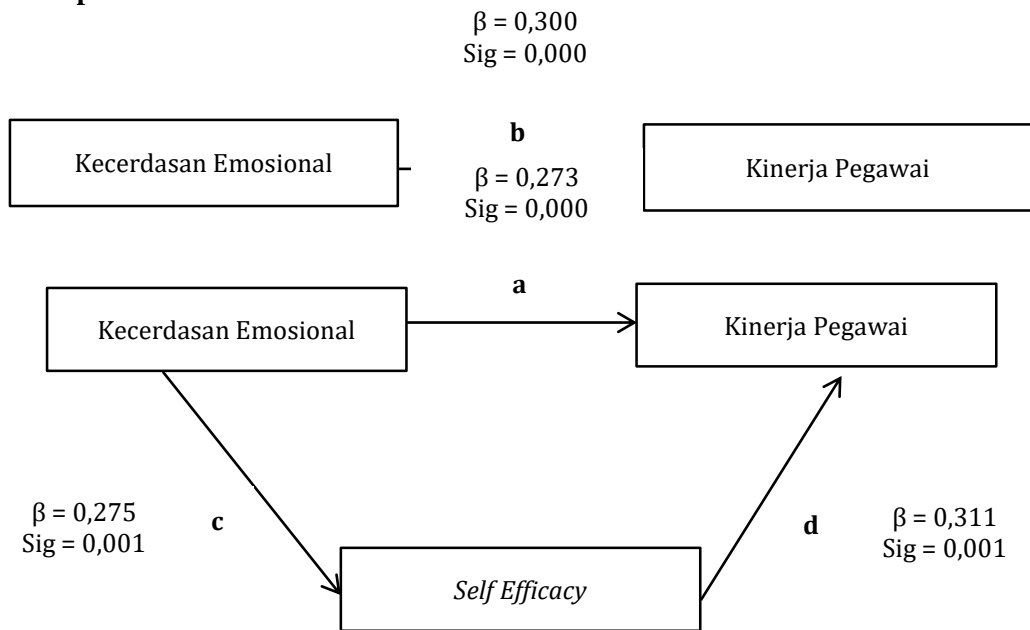 β = 0,300
Sig = 0,000
b
Kecerdasan Emosional
Kinerja Pegawai
β = 0,273
Sig = 0,000
a
Kecerdasan Emosional
Kinerja Pegawai
β = 0,275
Sig = 0,001
c
d
β = 0,311
Sig = 0,001
Self Efficacy